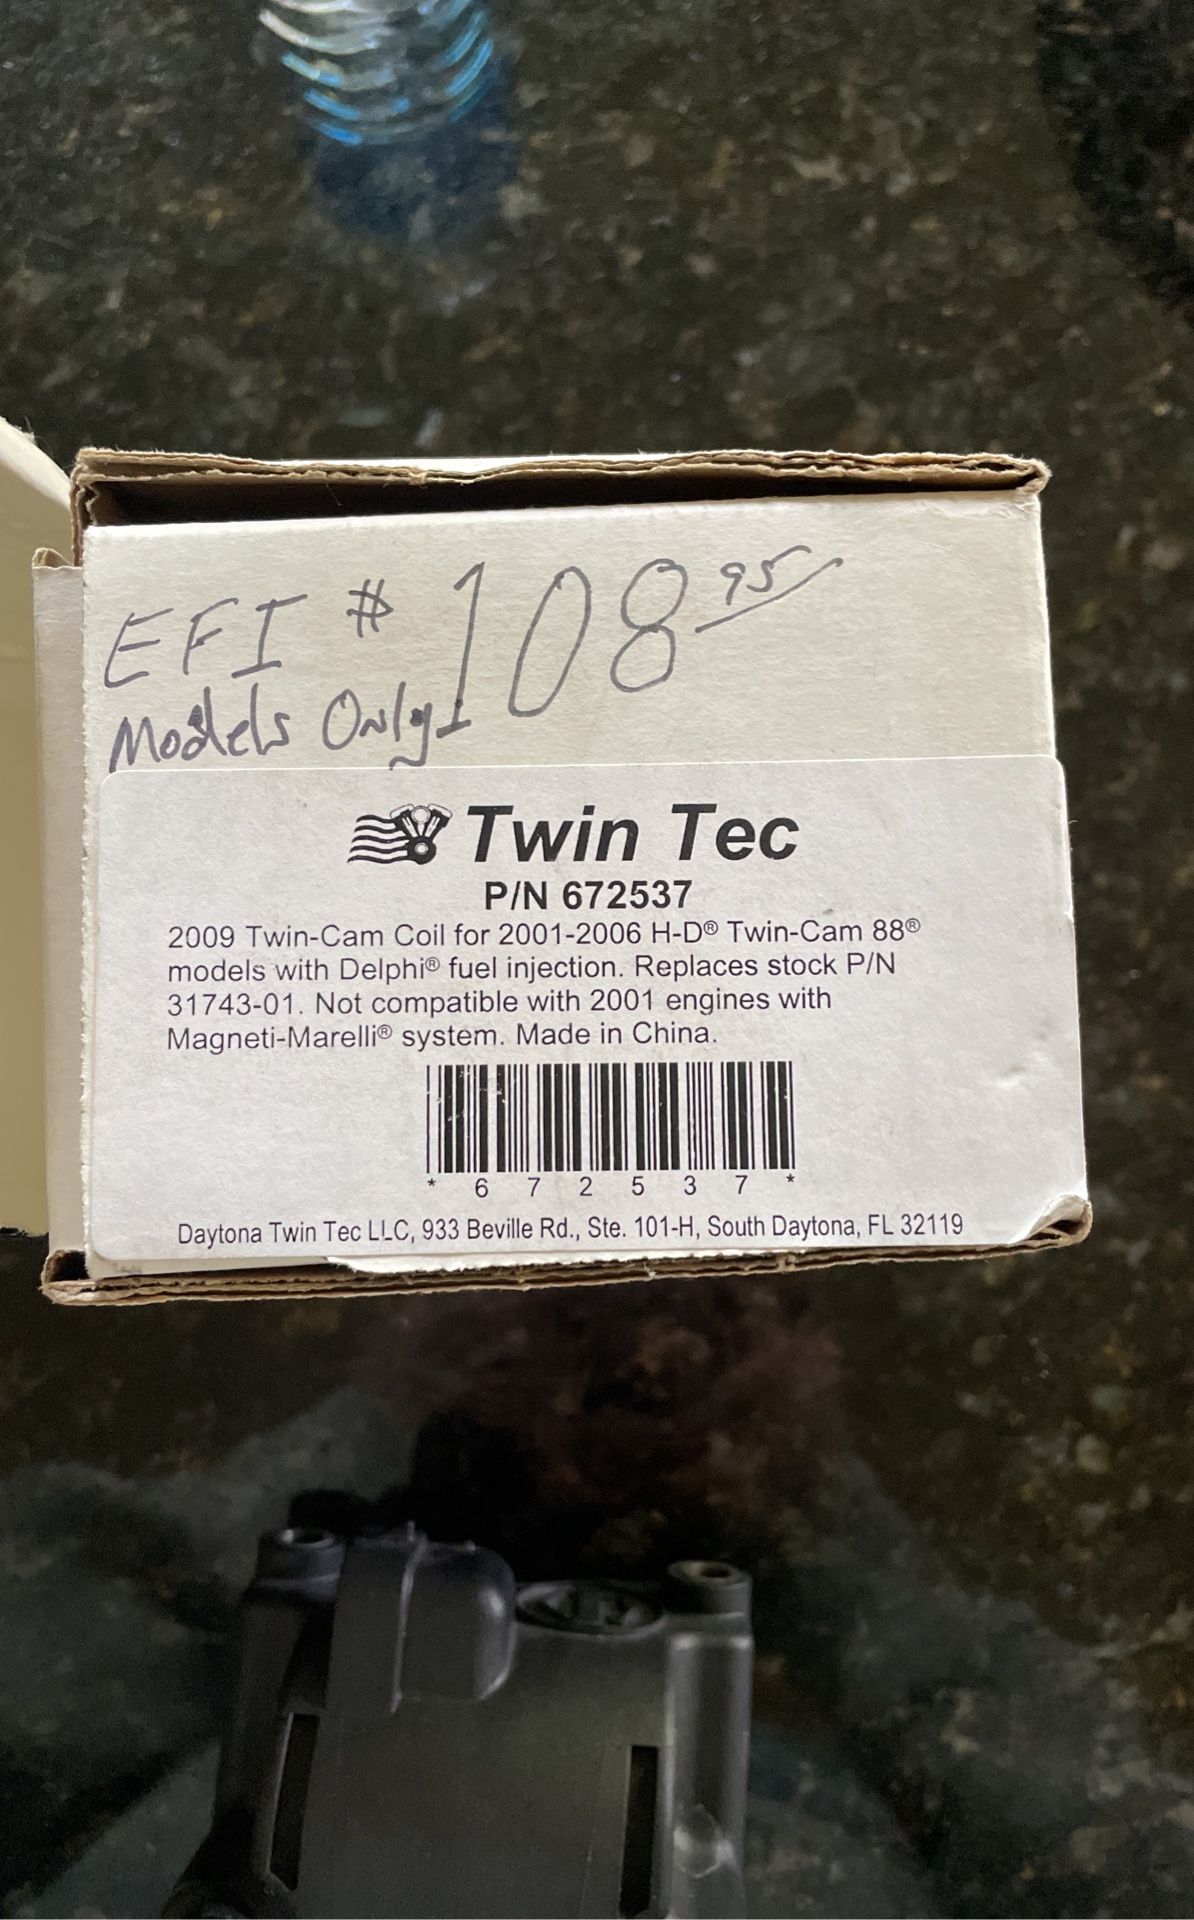 EFI # 108 95
Models Only
Twin Tec
P/N 672537
2009 Twin-Cam Coil for 2001-2006 H-D® Twin-Cam 88®
models with Delphi® fuel injection. Replaces stock P/N
31743-01. Not compatible with 2001 engines with
Magneti-Marelli® system. Made in China.
* 6 7 2 5 3 7 *
Daytona Twin Tec LLC, 933 Beville Rd., Ste. 101-H, South Daytona, FL 32119